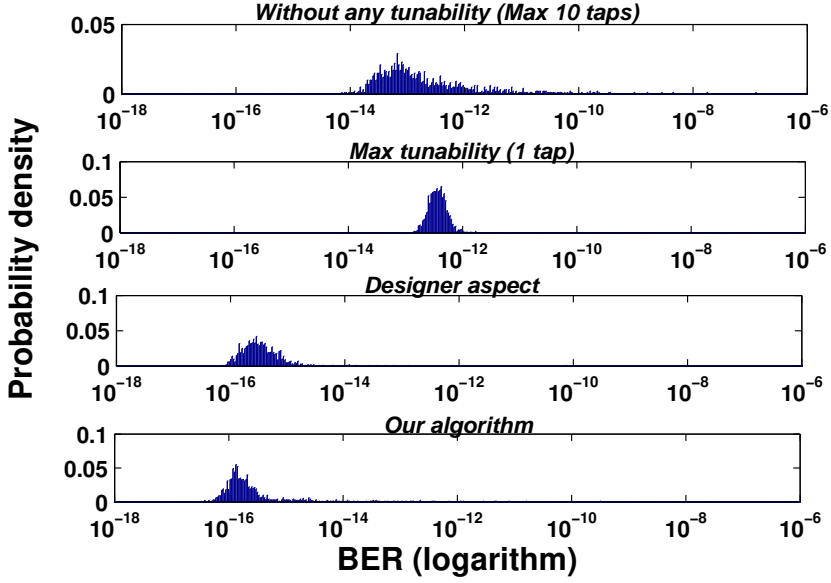 Without any tunability (Max 10 taps)
0.05
0
10⁻¹⁸ 10⁻¹⁶ 10⁻¹⁴ 10⁻¹² 10⁻¹⁰ 10⁻⁸ 10⁻⁶
Max tunability (1 tap)
0.1
0.05
0
10⁻¹⁸ 10⁻¹⁶ 10⁻¹⁴ 10⁻¹² 10⁻¹⁰ 10⁻⁸ 10⁻⁶
Designer aspect
0.1
0.05
0
10⁻¹⁸ 10⁻¹⁶ 10⁻¹⁴ 10⁻¹² 10⁻¹⁰ 10⁻⁸ 10⁻⁶
Our algorithm
0.1
0.05
0
10⁻¹⁸ 10⁻¹⁶ 10⁻¹⁴ 10⁻¹² 10⁻¹⁰ 10⁻⁸ 10⁻⁶
BER (logarithm)
Probability density